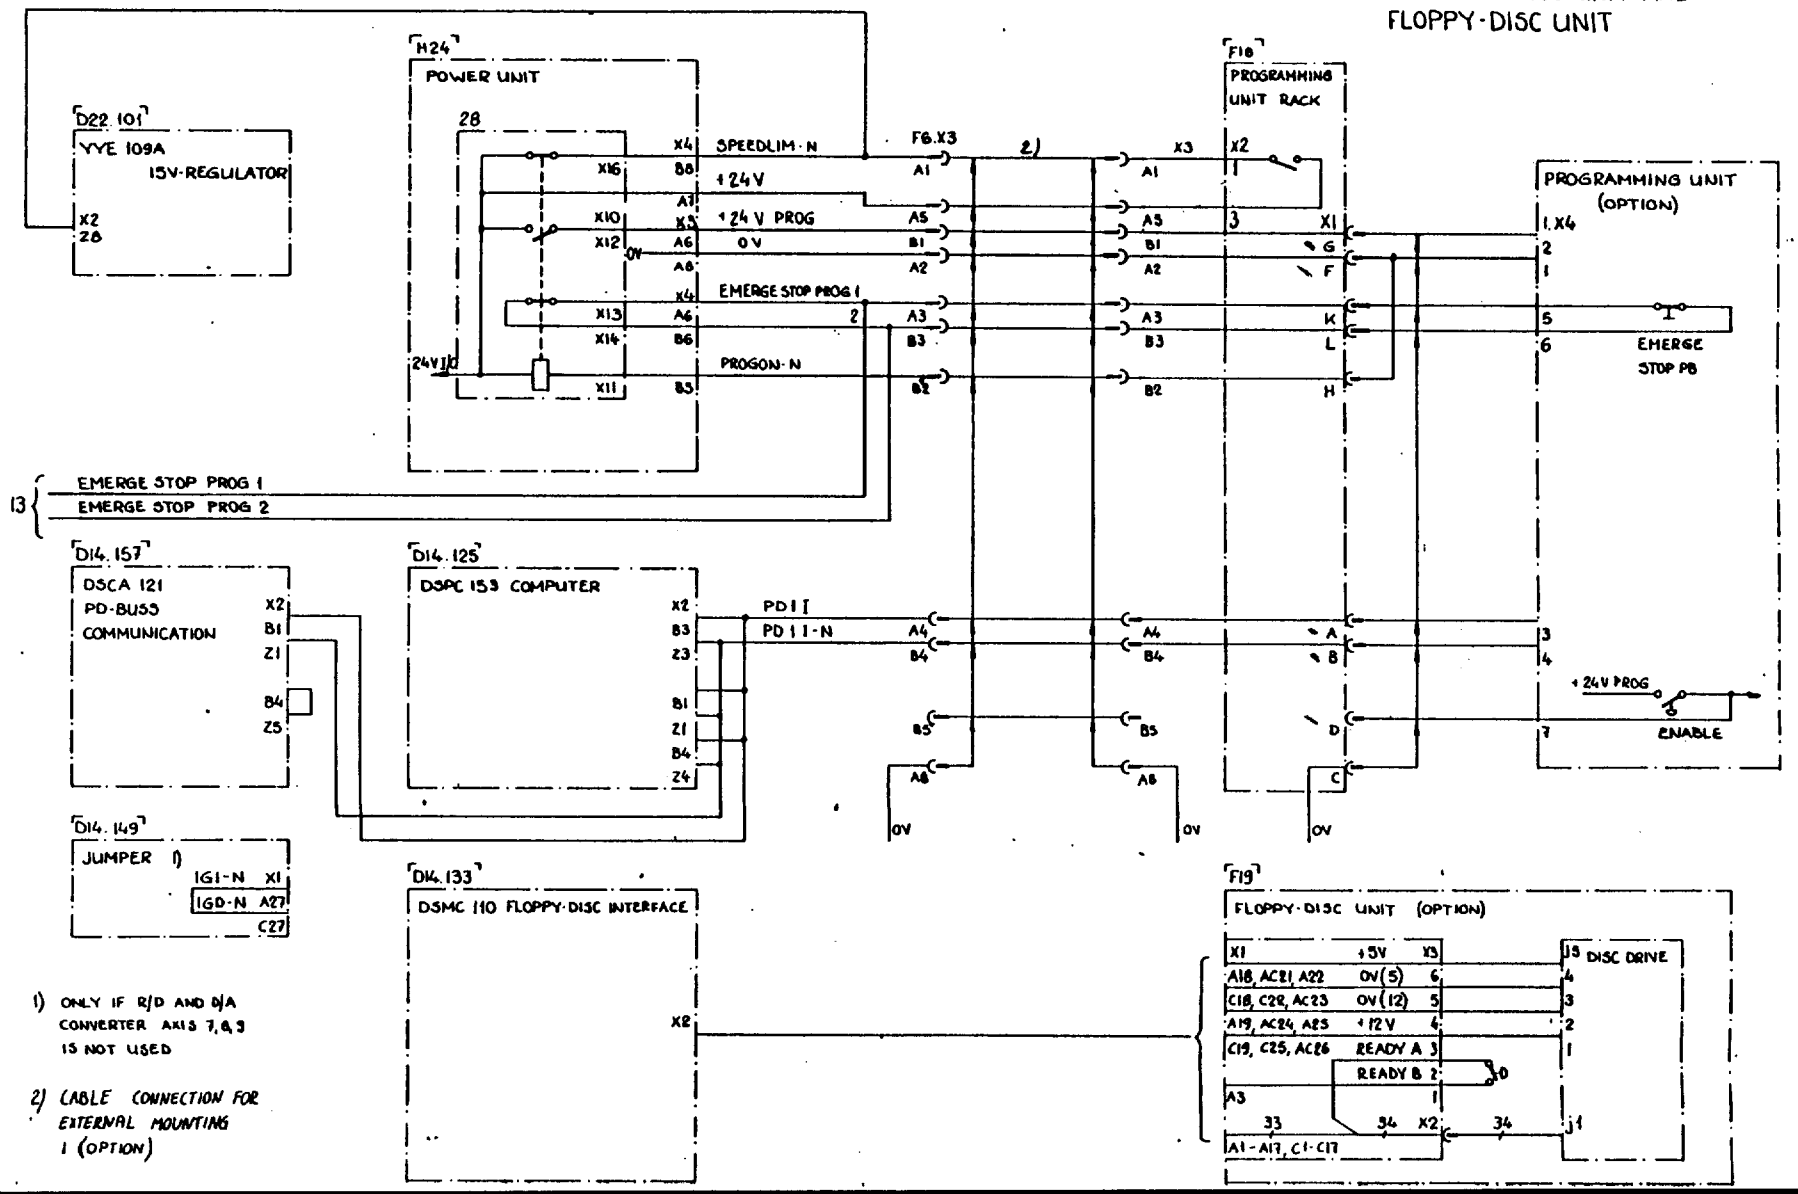 FLOPPY-DISC UNIT
H24
POWER UNIT
28
X4
X16
B8
A7
X10
X5
X12
A6
0V
A8
X4
X13
A6
X14
B6
24V I/O
X11
B5
SPEEDLIM-N
+24V
+24 V PROG
0V
EMERGE STOP PROG 1
2
PROGON-N
D22.101
YYE 109A
15V-REGULATOR
X2
28
F6.X3
A1
A5
B1
A2
A3
B3
B2
2)
X3
A1
A5
B1
A2
A3
B3
B2
F18
PROGRAMMING
UNIT RACK
X2
1
3
X1
G
F
K
L
H
PROGRAMMING UNIT
(OPTION)
1, X4
2
1
5
6
EMERGE
STOP PB
13
EMERGE STOP PROG 1
EMERGE STOP PROG 2
D14.157
DSCA 121
PD-BUSS
COMMUNICATION
X2
B1
Z1
B4
Z5
D14.125
DSPC 153 COMPUTER
X2
B3
Z3
B1
Z1
B4
Z4
PD11
PD11-N
A4
B4
B5
A8
0V
A4
B4
B5
A8
0V
A
B
D
C
0V
3
4
+24V PROG
7
ENABLE
D14.149
JUMPER 1)
IG1-N X1
IGD-N A27
C27
D14.133
DSMC 110 FLOPPY-DISC INTERFACE
X2
F19
FLOPPY-DISC UNIT (OPTION)
X1 +5V X3
A18, AC21, A22 0V(5) 6
C18, C22, AC23 0V(12) 5
A19, AC24, A25 +12V 4
C19, C25, AC26 READY A 3
READY B 2
A3 1
33 34 X2 34
A1-A17, C1-C17
J5 DISC DRIVE
4
3
2
1
j1
1) ONLY IF R/D AND D/A
CONVERTER AXIS 7,8,9
IS NOT USED
2) CABLE CONNECTION FOR
EXTERNAL MOUNTING
1 (OPTION)